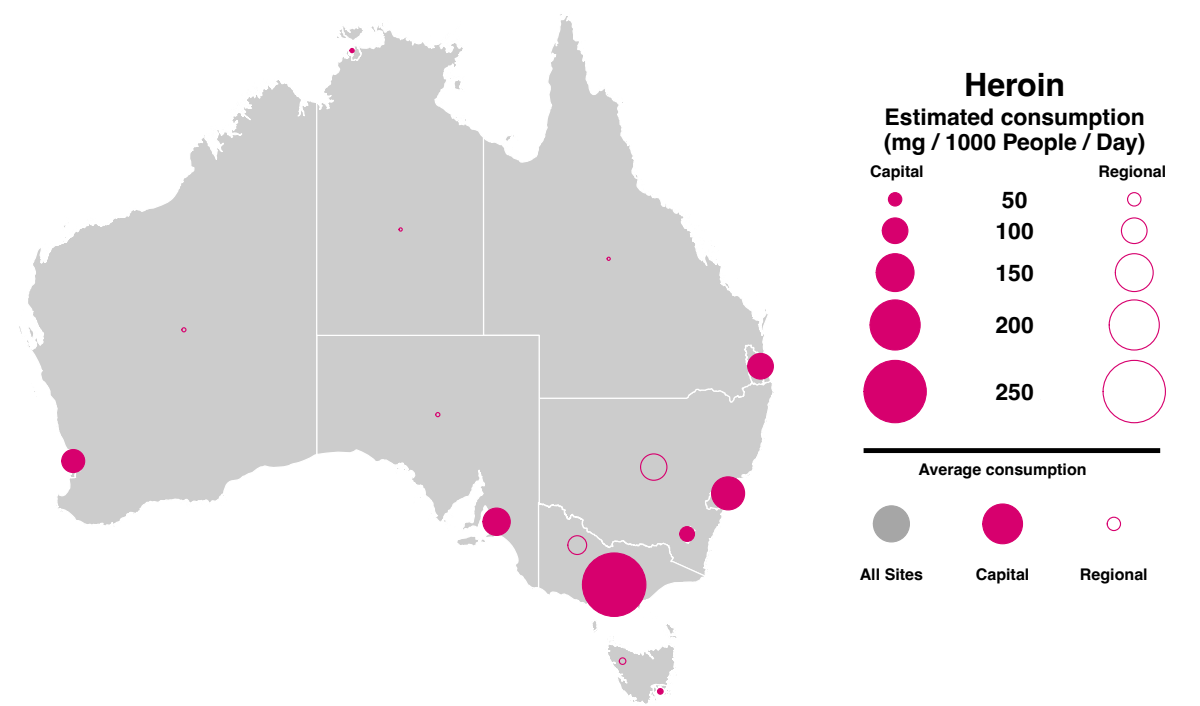 Heroin
Estimated consumption
(mg / 1000 People / Day)
Capital Regional
50
100
150
200
250
Average consumption
All Sites Capital Regional